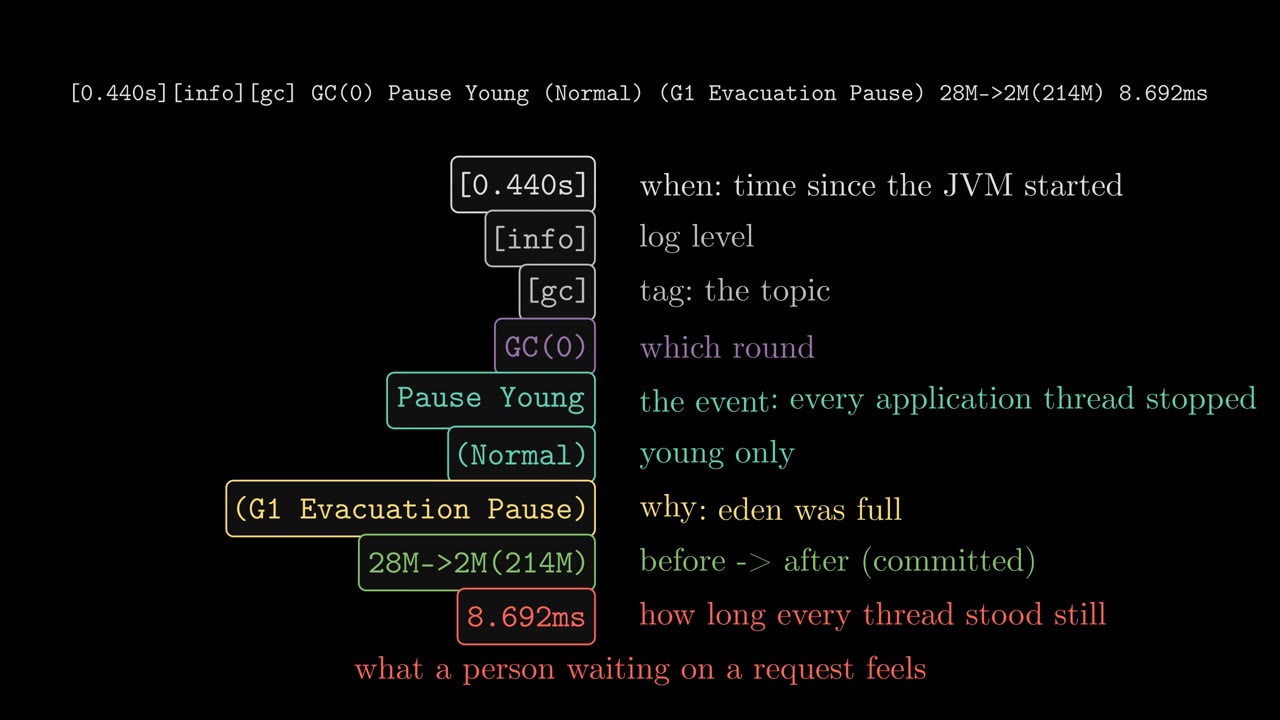 [0.440s][info][gc] GC(0) Pause Young (Normal) (G1 Evacuation Pause) 28M->2M(214M) 8.692ms
[0.440s] when: time since the JVM started
[info] log level
[gc] tag: the topic
GC(0) which round
Pause Young the event: every application thread stopped
(Normal) young only
(G1 Evacuation Pause) why: eden was full
28M->2M(214M) before -> after (committed)
8.692ms how long every thread stood still
what a person waiting on a request feels